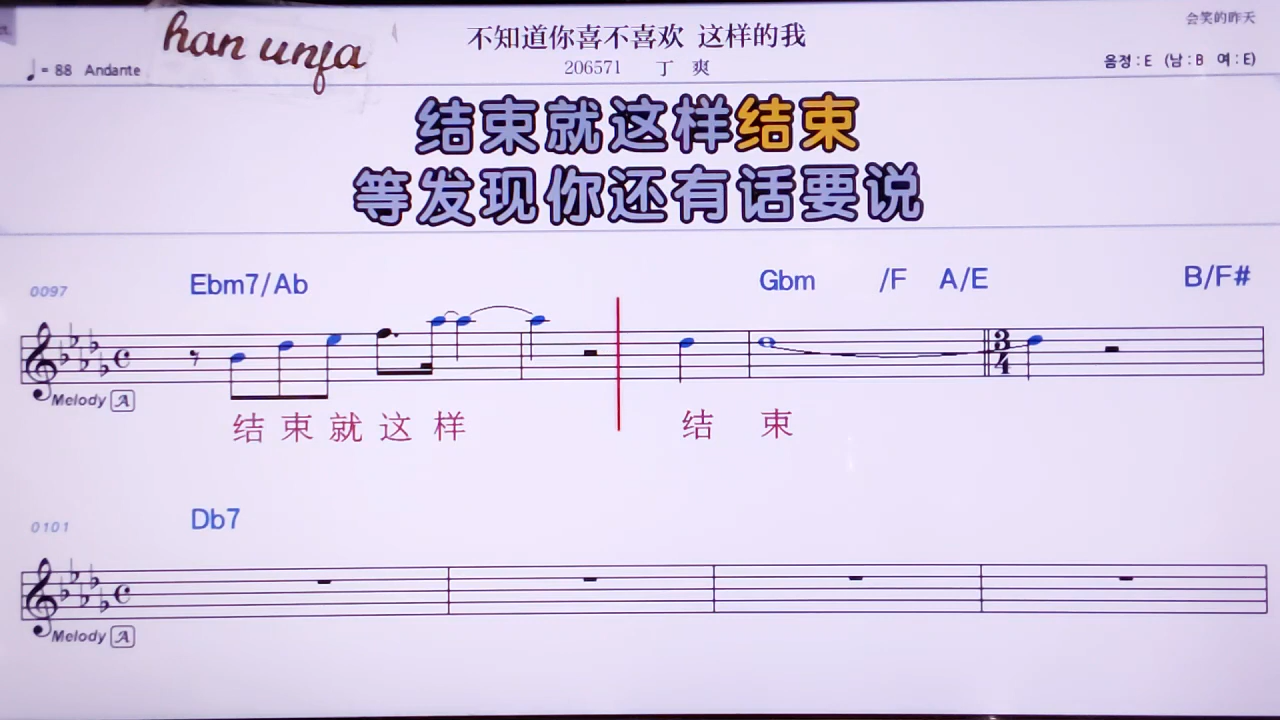 han unfa
不知道你喜不喜欢 这样的我
会笑的昨天
♩= 88 Andante
206571 丁 爽
음정 : E (남 : B 여 : E)
结束就这样结束
等发现你还有话要说
0097 Ebm7/Ab Gbm /F A/E B/F#
3
4
Melody A
结 束 就 这 样 结 束
0101 Db7
Melody A